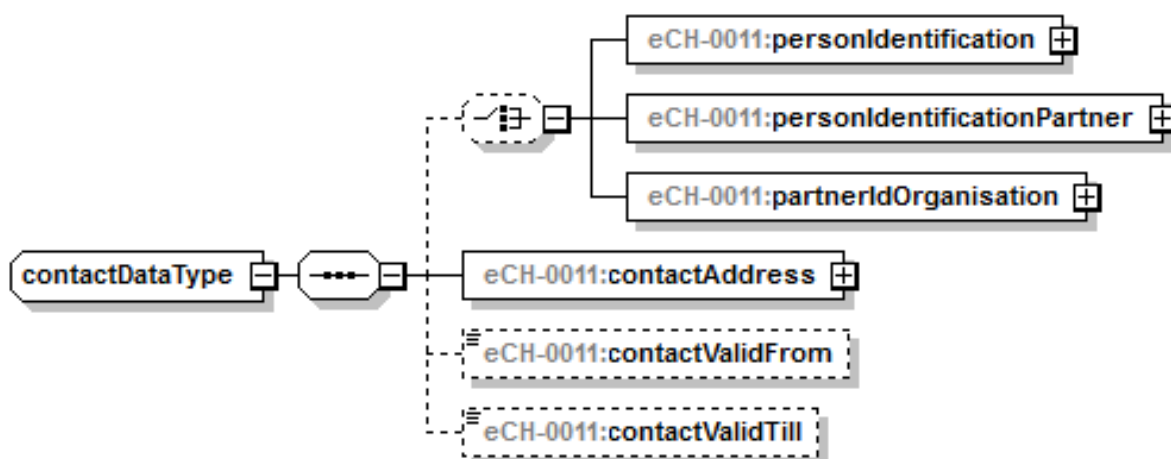 eCH-0011:personIdentification
eCH-0011:personIdentificationPartner
eCH-0011:partnerIdOrganisation
contactDataType
eCH-0011:contactAddress
eCH-0011:contactValidFrom
eCH-0011:contactValidTill